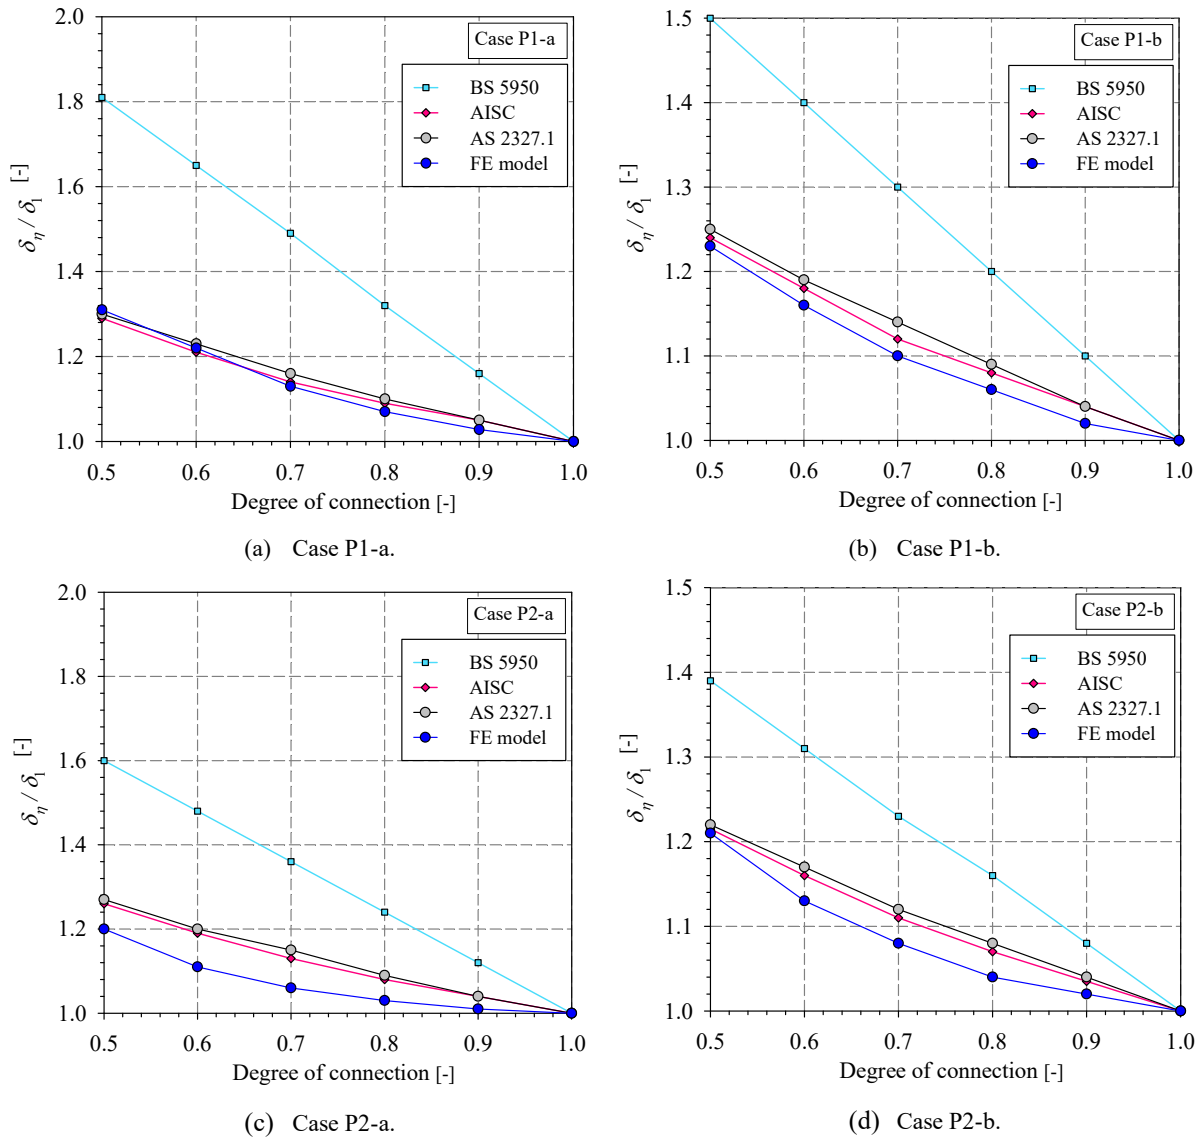 2.0
1.8
1.6
1.4
1.2
1.0
δη / δ1 [-]
Case P1-a
BS 5950
AISC
AS 2327.1
FE model
0.5 0.6 0.7 0.8 0.9 1.0
Degree of connection [-]
(a) Case P1-a.
1.5
1.4
1.3
1.2
1.1
1.0
δη / δ1 [-]
Case P1-b
BS 5950
AISC
AS 2327.1
FE model
0.5 0.6 0.7 0.8 0.9 1.0
Degree of connection [-]
(b) Case P1-b.
2.0
1.8
1.6
1.4
1.2
1.0
δη / δ1 [-]
Case P2-a
BS 5950
AISC
AS 2327.1
FE model
0.5 0.6 0.7 0.8 0.9 1.0
Degree of connection [-]
(c) Case P2-a.
1.5
1.4
1.3
1.2
1.1
1.0
δη / δ1 [-]
Case P2-b
BS 5950
AISC
AS 2327.1
FE model
0.5 0.6 0.7 0.8 0.9 1.0
Degree of connection [-]
(d) Case P2-b.